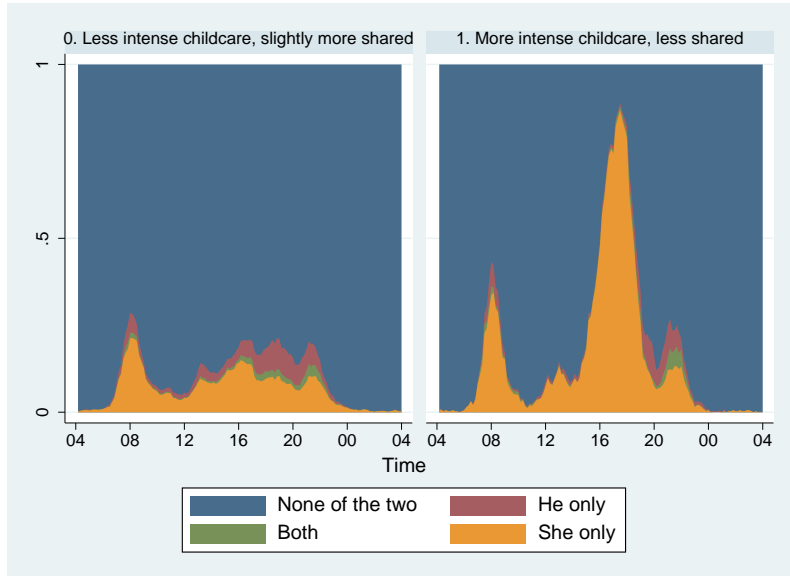 0. Less intense childcare, slightly more shared
1. More intense childcare, less shared
1
.5
0
04 08 12 16 20 00 04
04 08 12 16 20 00 04
Time
None of the two
He only
Both
She only